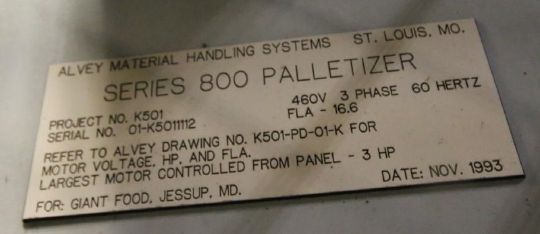 ALVEY MATERIAL HANDLING SYSTEMS ST. LOUIS, MO.
SERIES 800 PALLETIZER
PROJECT NO. K501 460V 3 PHASE 60 HERTZ
SERIAL NO. 01-K5011112 FLA - 16.6
REFER TO ALVEY DRAWING NO. K501-PD-01-K FOR
MOTOR VOLTAGE, HP, AND FLA.
LARGEST MOTOR CONTROLLED FROM PANEL - 3 HP
FOR: GIANT FOOD, JESSUP, MD. DATE: NOV. 1993